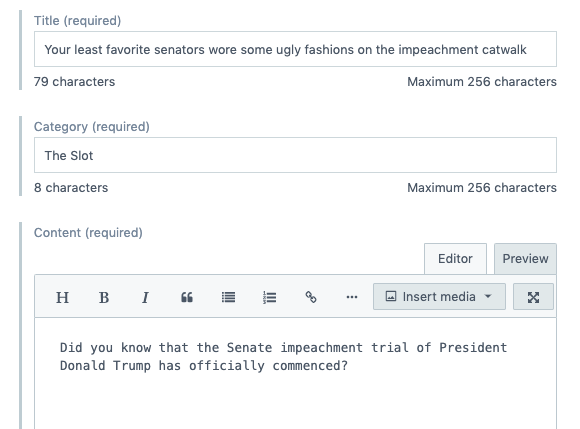 Title (required)
Your least favorite senators wore some ugly fashions on the impeachment catwalk
79 characters Maximum 256 characters
Category (required)
The Slot
8 characters Maximum 256 characters
Content (required)
Editor Preview
H B I Insert media
Did you know that the Senate impeachment trial of President
Donald Trump has officially commenced?